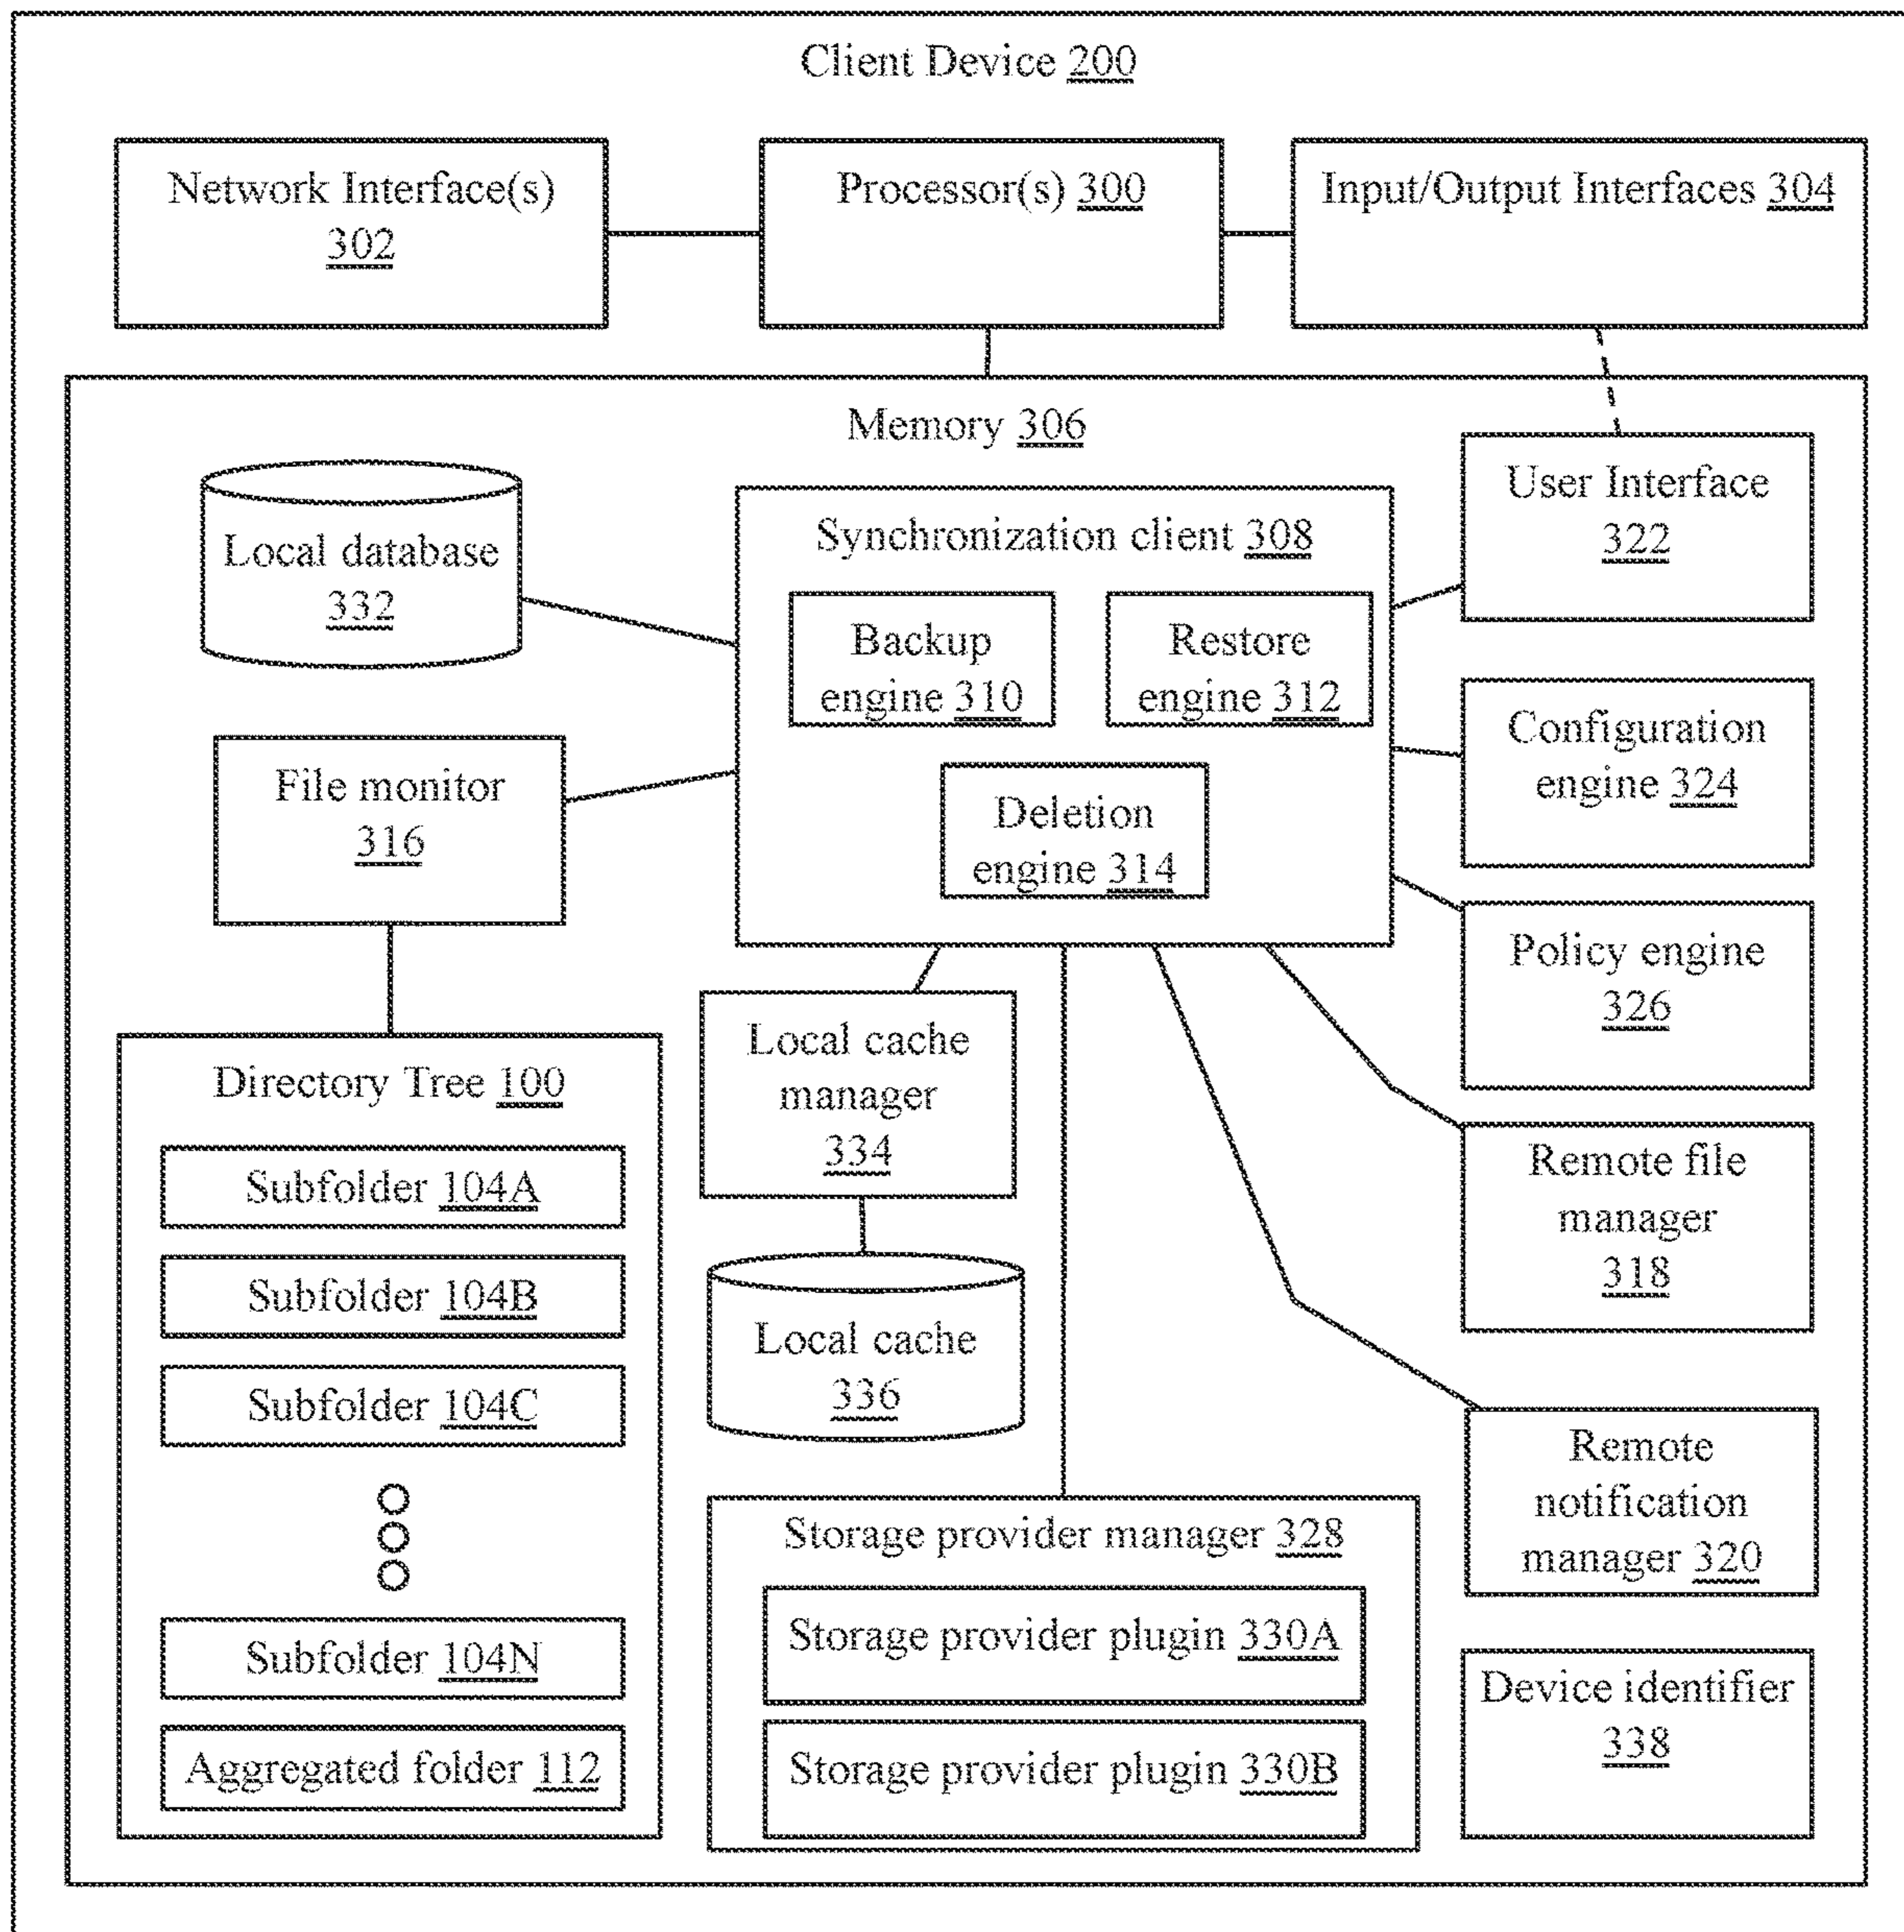 Client Device 200
Network Interface(s)
302
Processor(s) 300
Input/Output Interfaces 304
Memory 306
Local database
332
Synchronization client 308
Backup
engine 310
Restore
engine 312
Deletion
engine 314
User Interface
322
Configuration
engine 324
Policy engine
326
File monitor
316
Directory Tree 100
Subfolder 104A
Subfolder 104B
Subfolder 104C
Subfolder 104N
Aggregated folder 112
Local cache
manager
334
Local cache
336
Remote file
manager
318
Remote
notification
manager 320
Storage provider manager 328
Storage provider plugin 330A
Storage provider plugin 330B
Device identifier
338